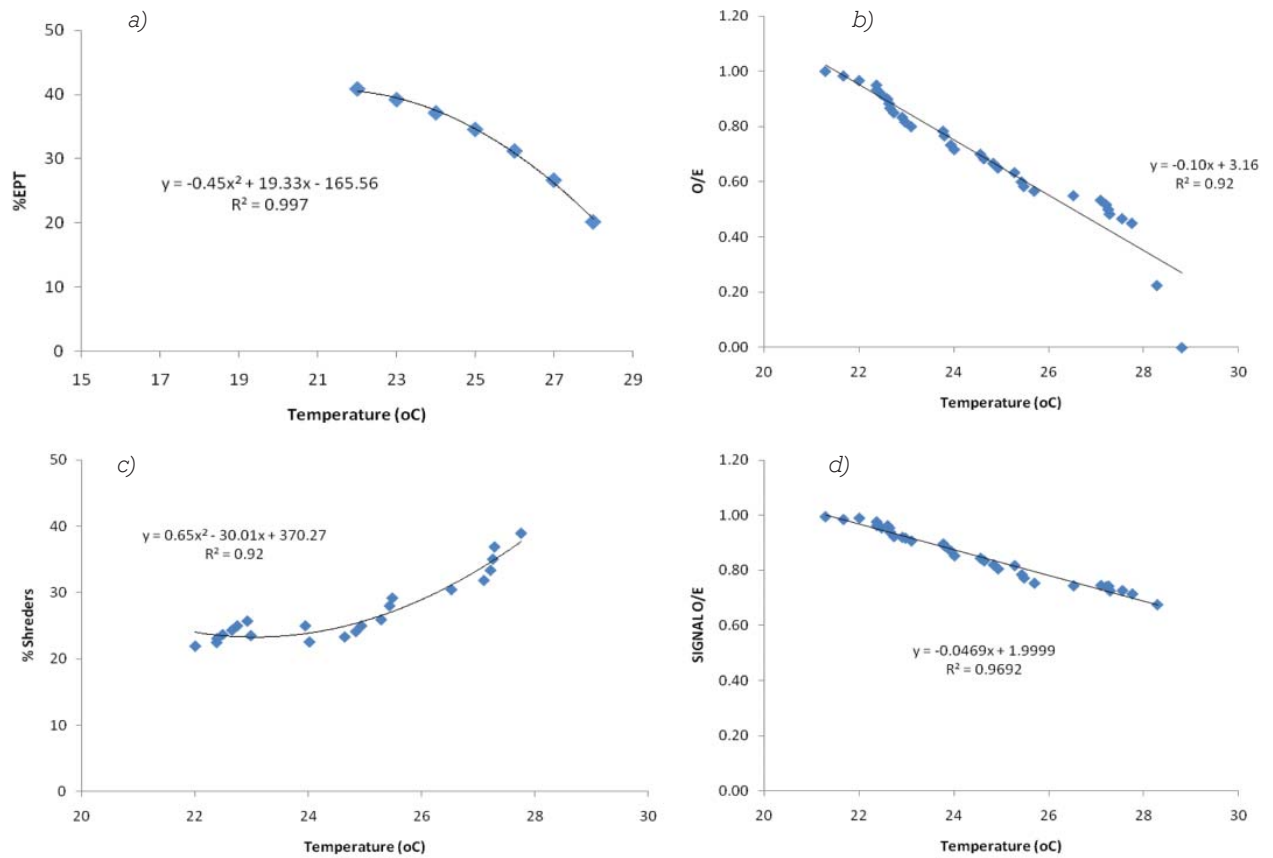 a)
50
40
30
20
10
0
%EPT
y = -0.45x² + 19.33x - 165.56
R² = 0.997
15 17 19 21 23 25 27 29
Temperature (oC)
b)
1.20
1.00
0.80
0.60
0.40
0.20
0.00
O/E
y = -0.10x + 3.16
R² = 0.92
20 22 24 26 28 30
Temperature (oC)
c)
50
40
30
20
10
0
% Shreders
y = 0.65x² - 30.01x + 370.27
R² = 0.92
20 22 24 26 28 30
Temperature (oC)
d)
1.20
1.00
0.80
0.60
0.40
0.20
0.00
SIGNAL O/E
y = -0.0469x + 1.9999
R² = 0.9692
20 22 24 26 28 30
Temperature (oC)